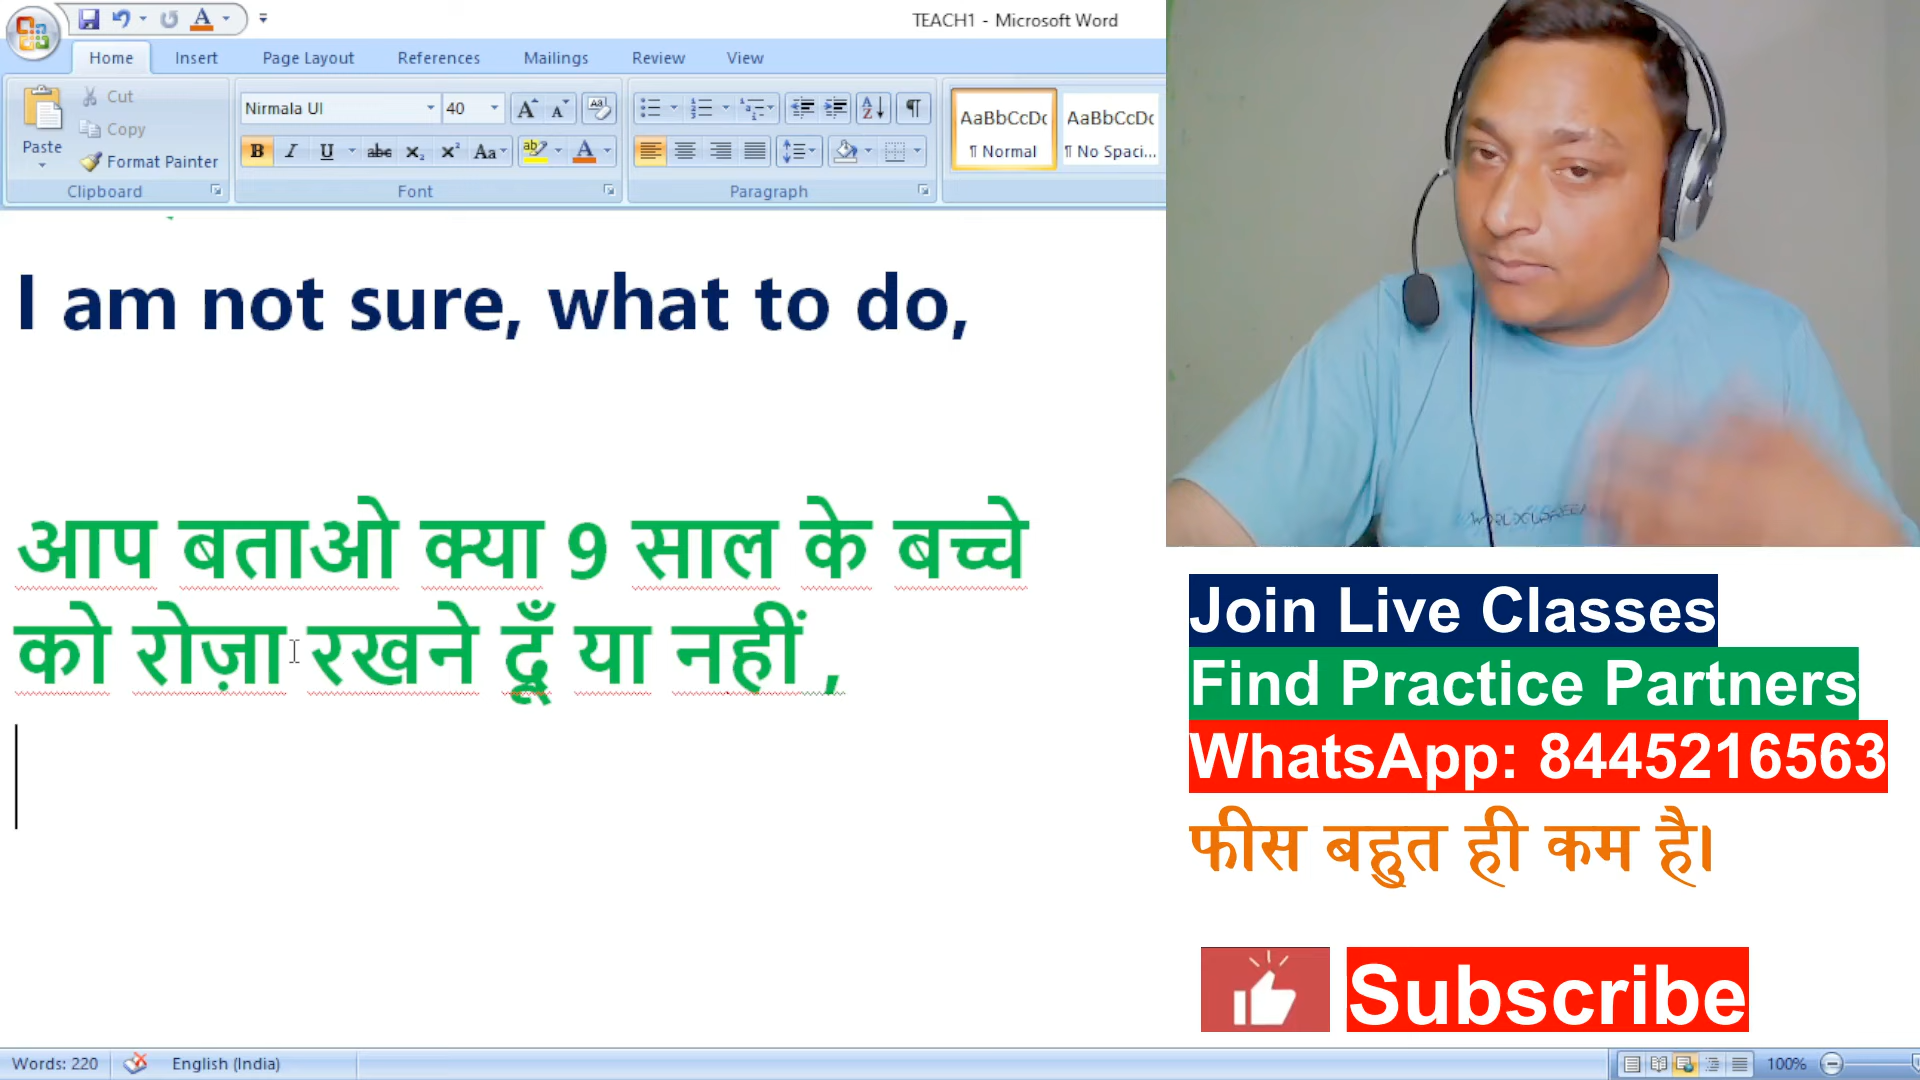 TEACH1 - Microsoft Word
Home Insert Page Layout References Mailings Review View
Paste
Cut
Copy
Format Painter
Clipboard
Nirmala UI 40
Font
Paragraph
AaBbCcDc AaBbCcDc
¶ Normal ¶ No Spaci...
I am not sure, what to do,
आप बताओ क्या 9 साल के बच्चे
को रोज़ा रखने दूँ या नहीं ,
Join Live Classes
Find Practice Partners
WhatsApp: 8445216563
फीस बहुत ही कम है।
Subscribe
Words: 220 English (India) 100%